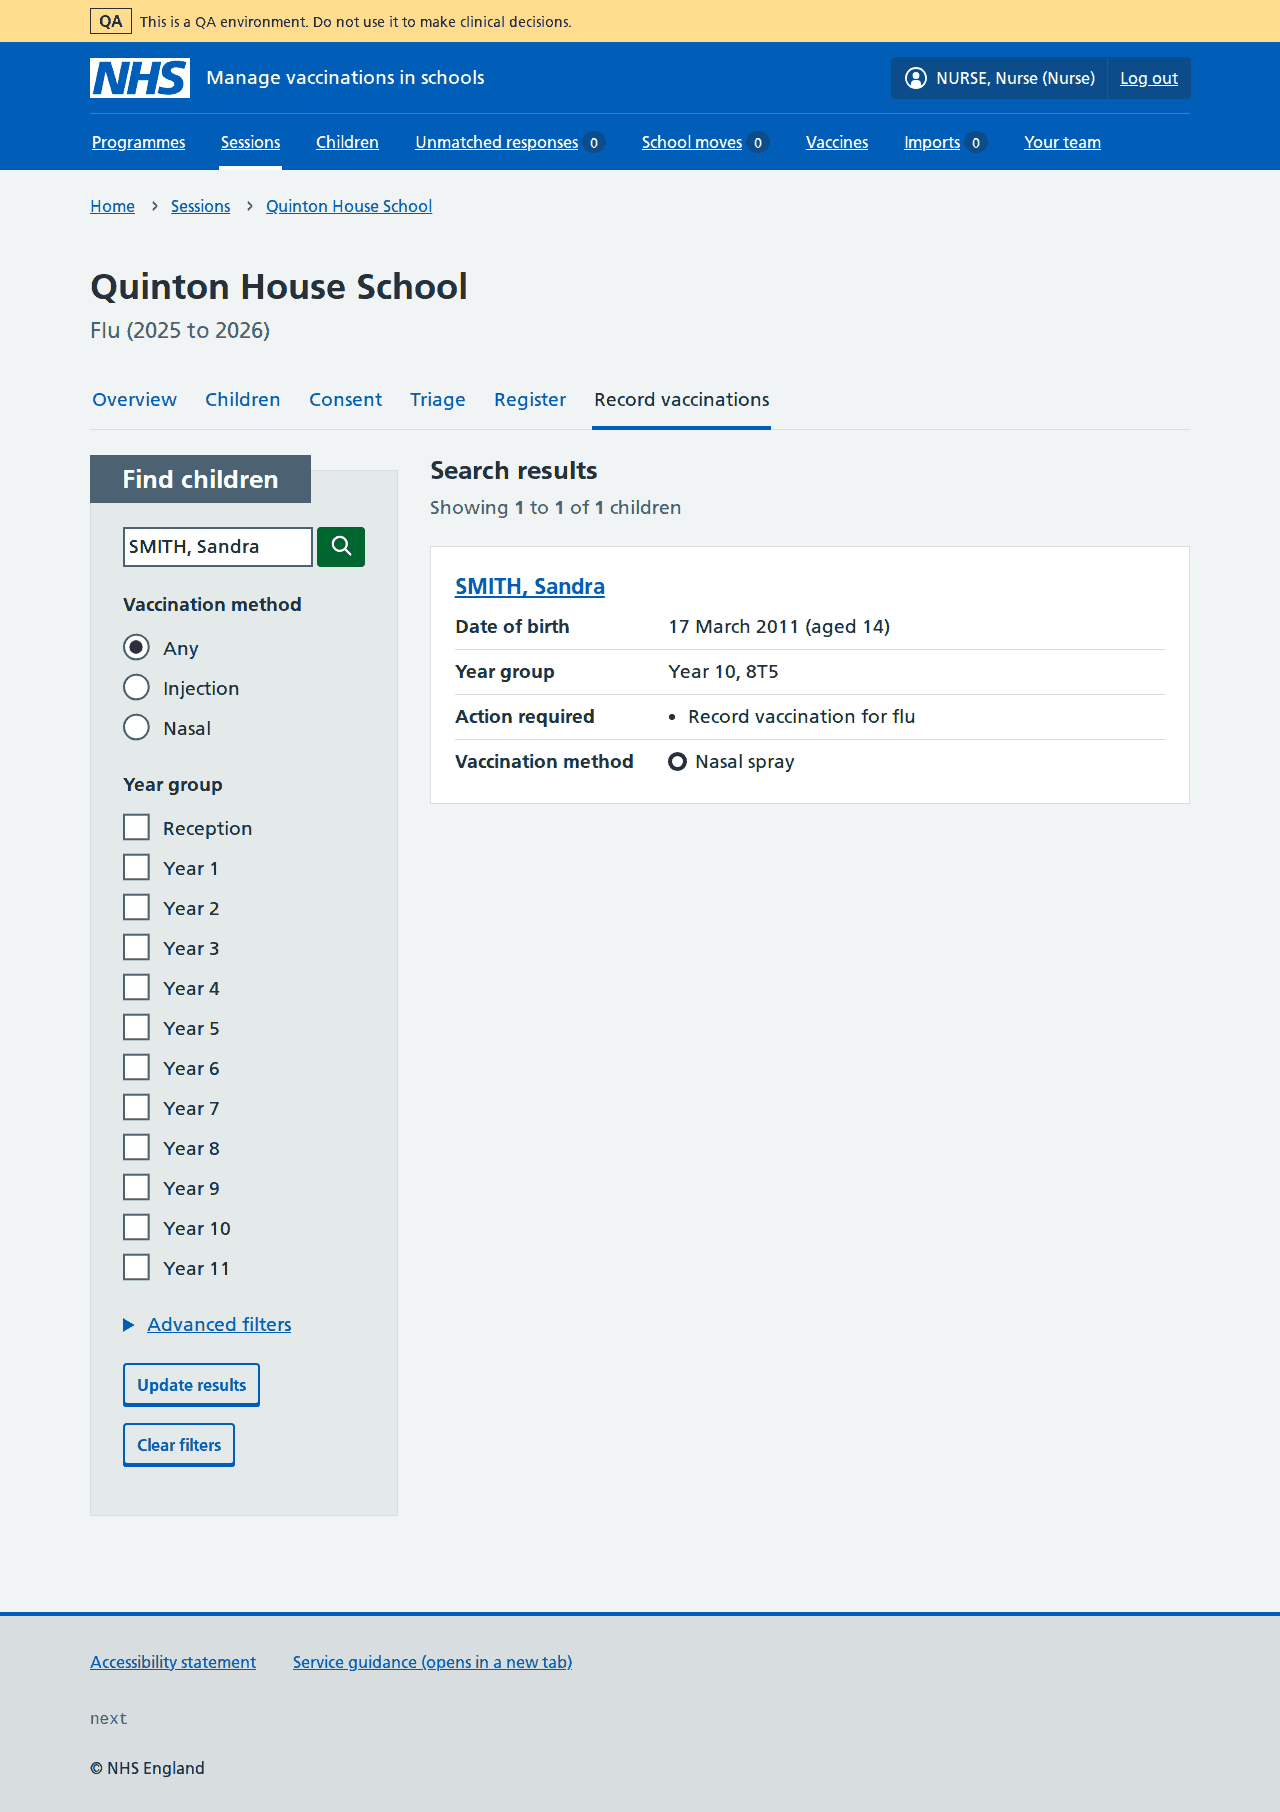 QA This is a QA environment. Do not use it to make clinical decisions.
NHS Manage vaccinations in schools NURSE, Nurse (Nurse) Log out
Programmes Sessions Children Unmatched responses 0 School moves 0 Vaccines Imports 0 Your team
Home Sessions Quinton House School
Quinton House School
Flu (2025 to 2026)
Overview Children Consent Triage Register Record vaccinations
Find children
SMITH, Sandra
Vaccination method
Any
Injection
Nasal
Year group
Reception
Year 1
Year 2
Year 3
Year 4
Year 5
Year 6
Year 7
Year 8
Year 9
Year 10
Year 11
Advanced filters
Update results
Clear filters
Search results
Showing 1 to 1 of 1 children
SMITH, Sandra
Date of birth 17 March 2011 (aged 14)
Year group Year 10, 8T5
Action required • Record vaccination for flu
Vaccination method Nasal spray
Accessibility statement Service guidance (opens in a new tab)
next
© NHS England